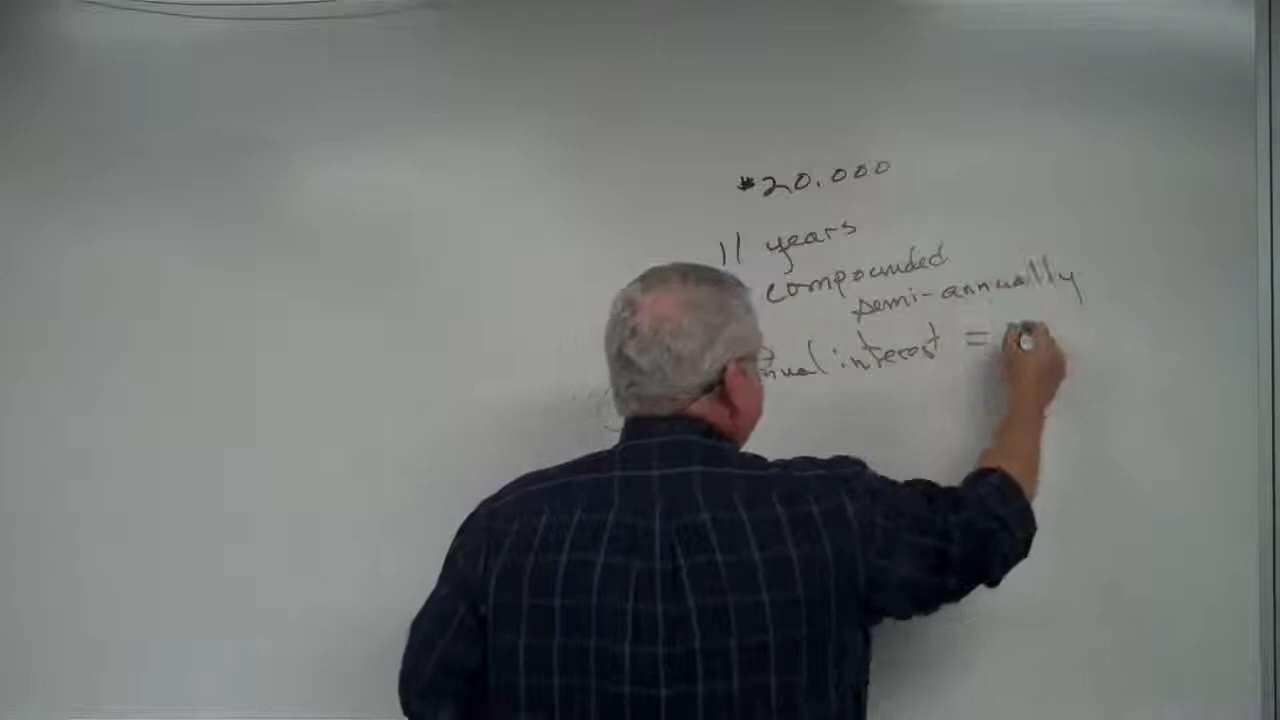 $20,000
11 years
compounded
semi-annually
nual interest =